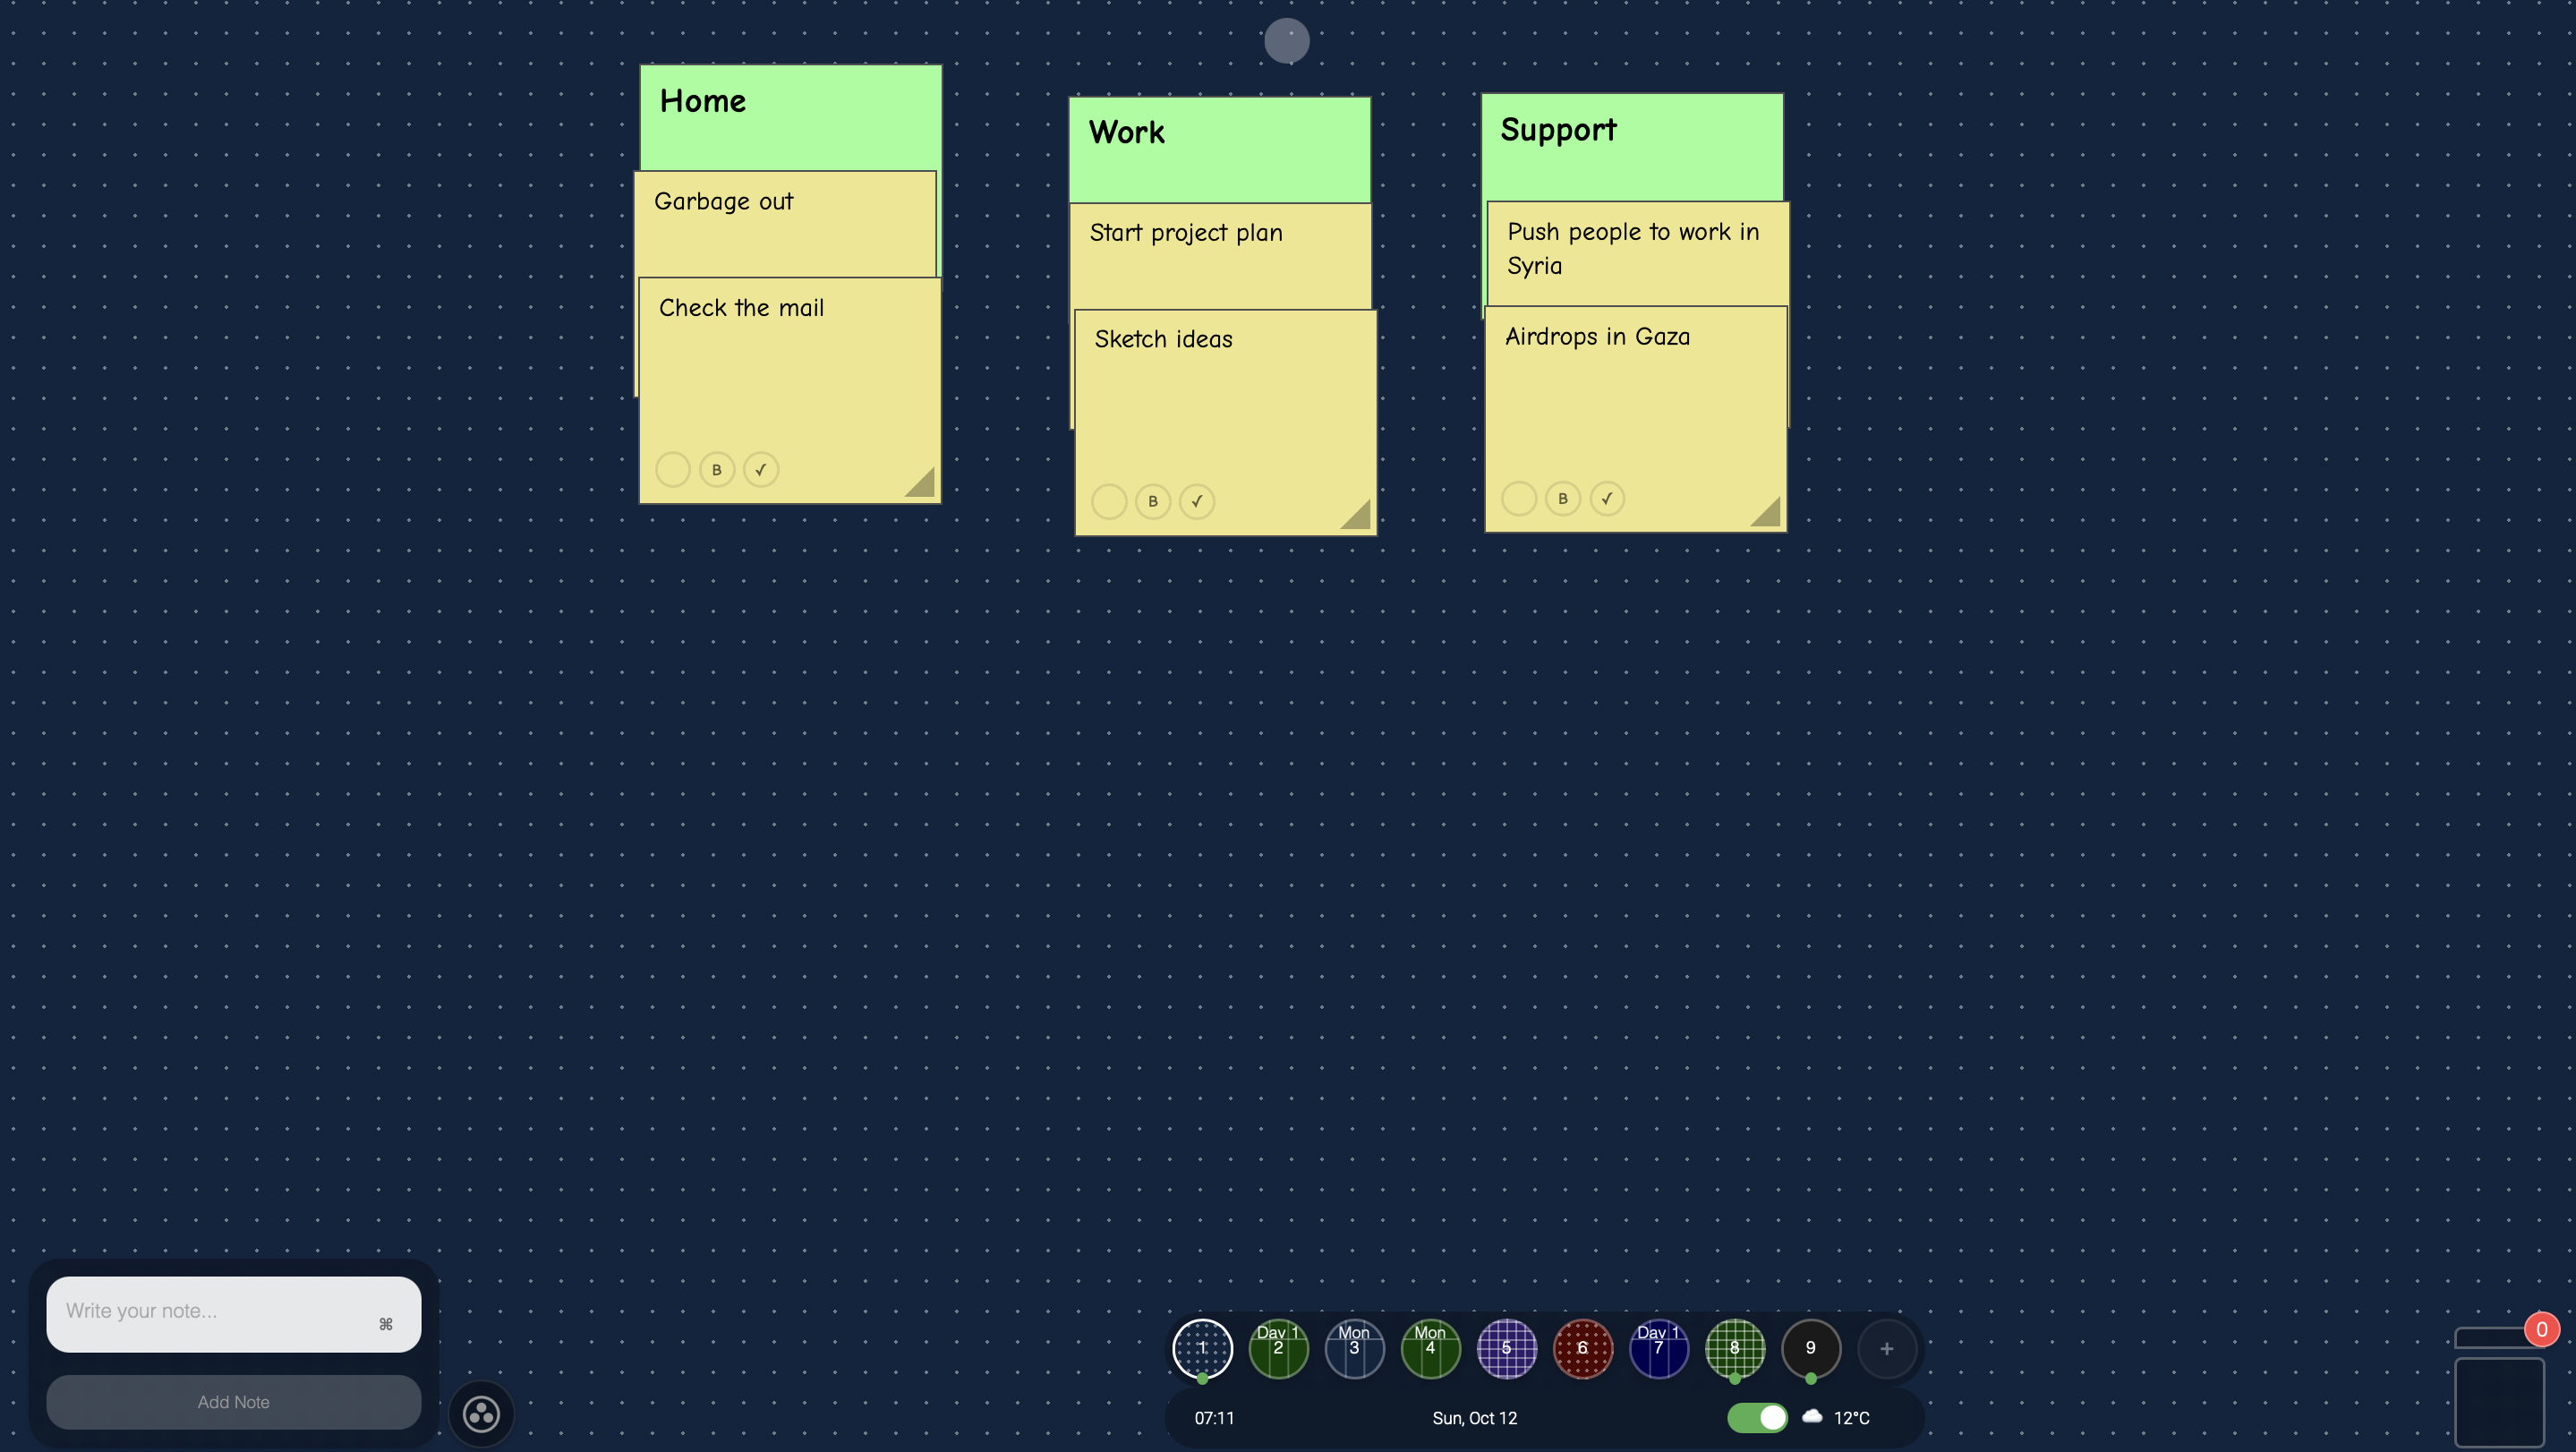 Home
Garbage out
Check the mail
B ✓
Work
Start project plan
Sketch ideas
B ✓
Support
Push people to work in
Syria
Airdrops in Gaza
B ✓
Write your note...
⌘
Add Note
1
Day 1
2
Mon
3
Mon
4
5
6
Day 1
7
8
9
+
07:11
Sun, Oct 12
12°C
0